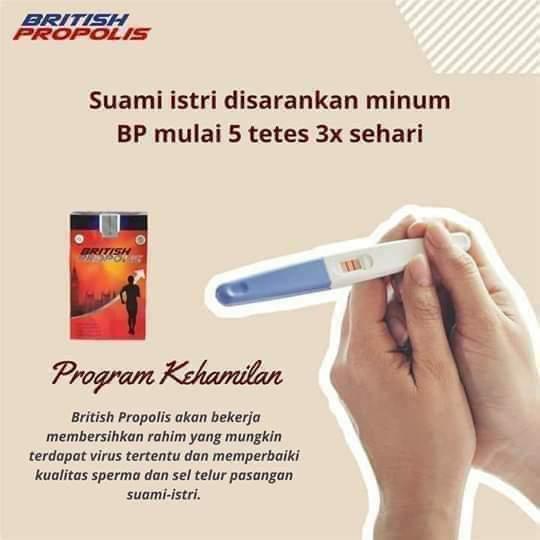 BRITISH
PROPOLIS
Suami istri disarankan minum
BP mulai 5 tetes 3x sehari
BRITISH
PROPOLIS
Program Kehamilan
British Propolis akan bekerja
membersihkan rahim yang mungkin
terdapat virus tertentu dan memperbaiki
kualitas sperma dan sel telur pasangan
suami-istri.